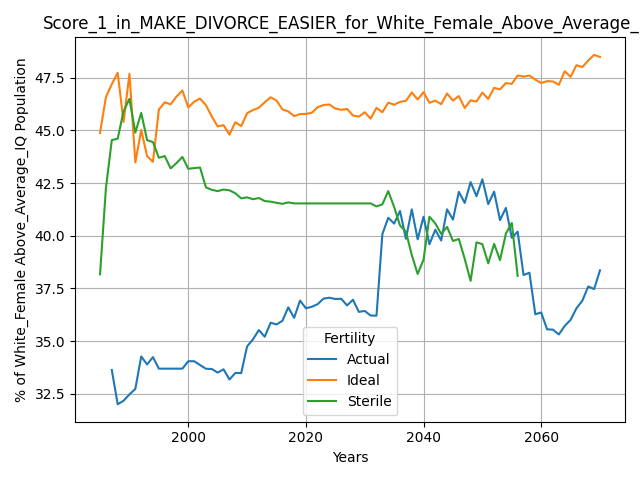 Score_1_in_MAKE_DIVORCE_EASIER_for_White_Female_Above_Average_
% of White_Female Above_Average_IQ Population
47.5
45.0
42.5
40.0
37.5
35.0
32.5
Fertility
Actual
Ideal
Sterile
2000 2020 2040 2060
Years